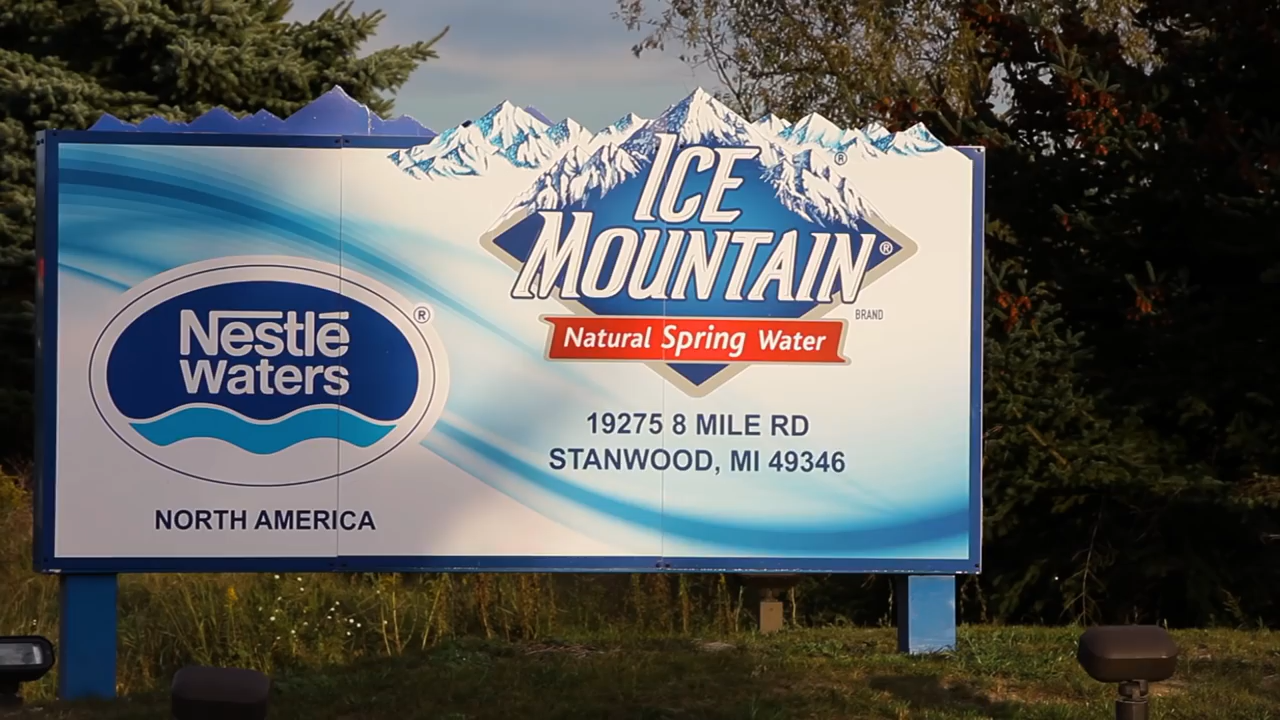 Nestlé
Waters
®
NORTH AMERICA
ICE
®
MOUNTAIN
®
BRAND
Natural Spring Water
19275 8 MILE RD
STANWOOD, MI 49346